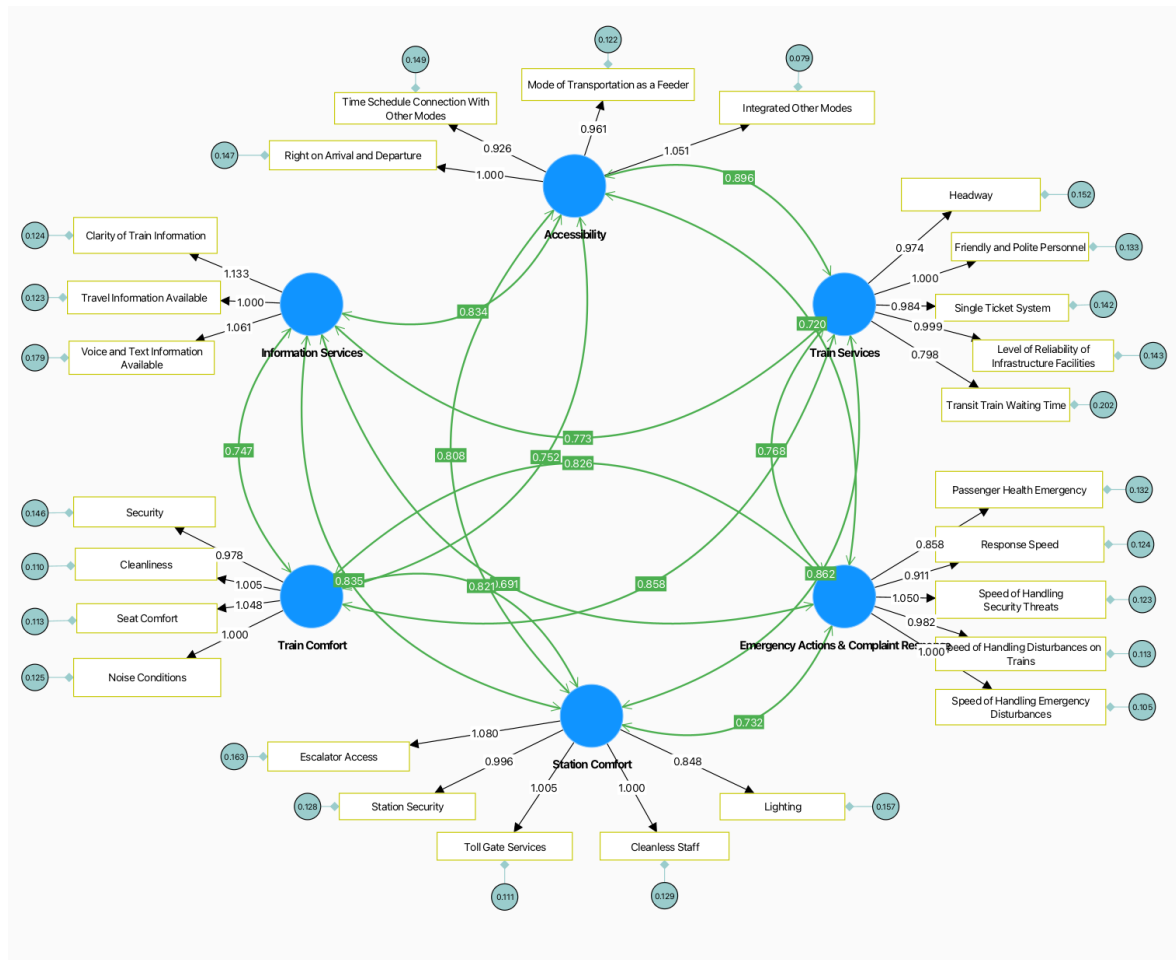 0.122
0.149
0.079
Mode of Transportation as a Feeder
Time Schedule Connection With
Other Modes
Integrated Other Modes
0.961
0.926
1.051
0.147
Right on Arrival and Departure
1.000
0.896
Accessibility
Headway
0.152
0.974
0.124
Clarity of Train Information
1.133
Friendly and Polite Personnel
0.133
1.000
0.123
Travel Information Available
1.000
0.984
Single Ticket System
0.142
1.061
0.999
0.834
0.720
0.179
Voice and Text Information
Available
Information Services
Train Services
0.798
Level of Reliability of
Infrastructure Facilities
0.143
Transit Train Waiting Time
0.202
0.773
0.747
0.808
0.752
0.826
0.768
0.146
Security
0.978
Passenger Health Emergency
0.132
0.858
0.110
Cleanliness
1.005
Response Speed
0.124
0.911
0.835
0.821
0.691
0.858
0.862
1.048
1.050
Speed of Handling
Security Threats
0.123
0.113
Seat Comfort
1.000
0.982
Train Comfort
Emergency Actions & Complaint Re
1.000
eed of Handling Disturbances on
Trains
0.113
0.125
Noise Conditions
Speed of Handling Emergency
Disturbances
0.105
0.732
1.080
0.163
Escalator Access
0.996
Station Comfort
0.848
1.005
1.000
0.128
Station Security
Lighting
0.157
Toll Gate Services
Cleanless Staff
0.111
0.129